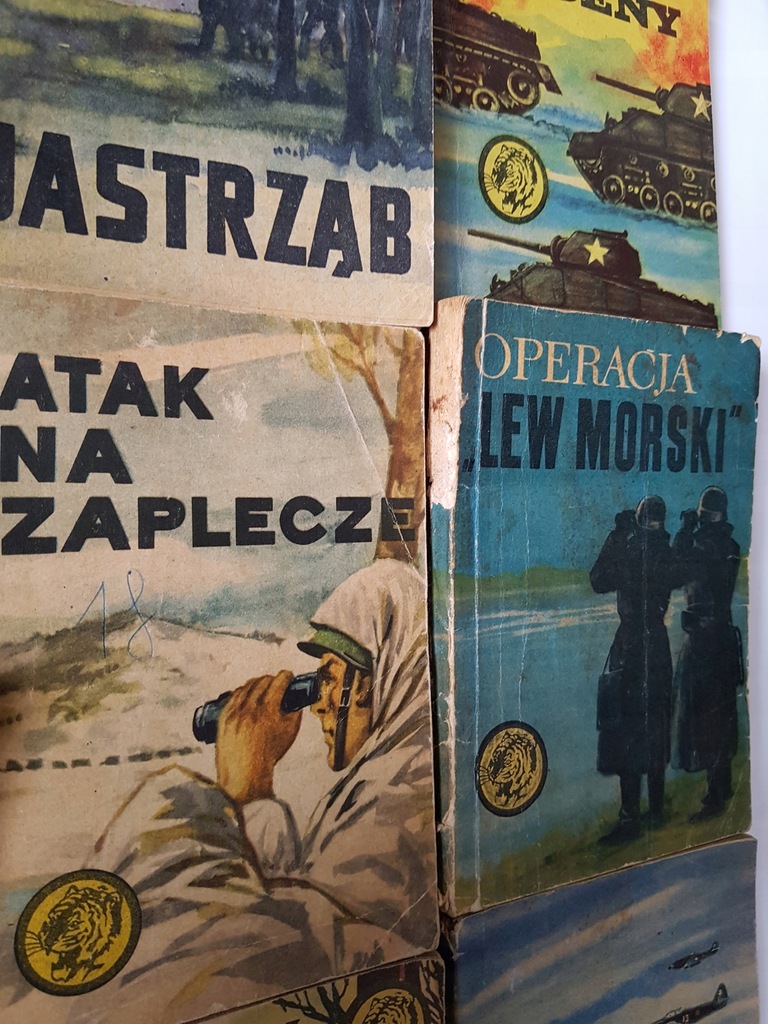 JASTRZĄB
ATAK
NA
ZAPLECZE
18
OPERACJA
„LEW MORSKI"